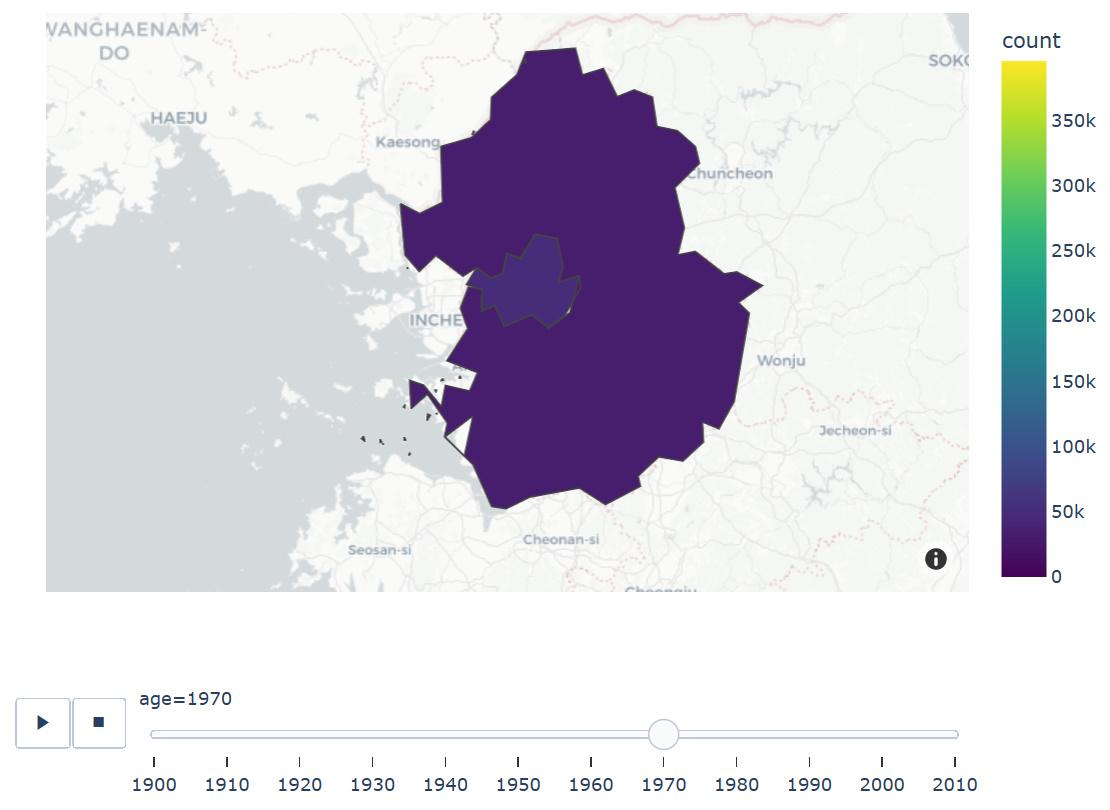 WANGHAENAM-
DO
HAEJU
Kaesong
SOKC
Chuncheon
INCHE
Wonju
Jecheon-si
Seosan-si
Cheonan-si
Cheongju
count
350k
300k
250k
200k
150k
100k
50k
0
age=1970
1900 1910 1920 1930 1940 1950 1960 1970 1980 1990 2000 2010